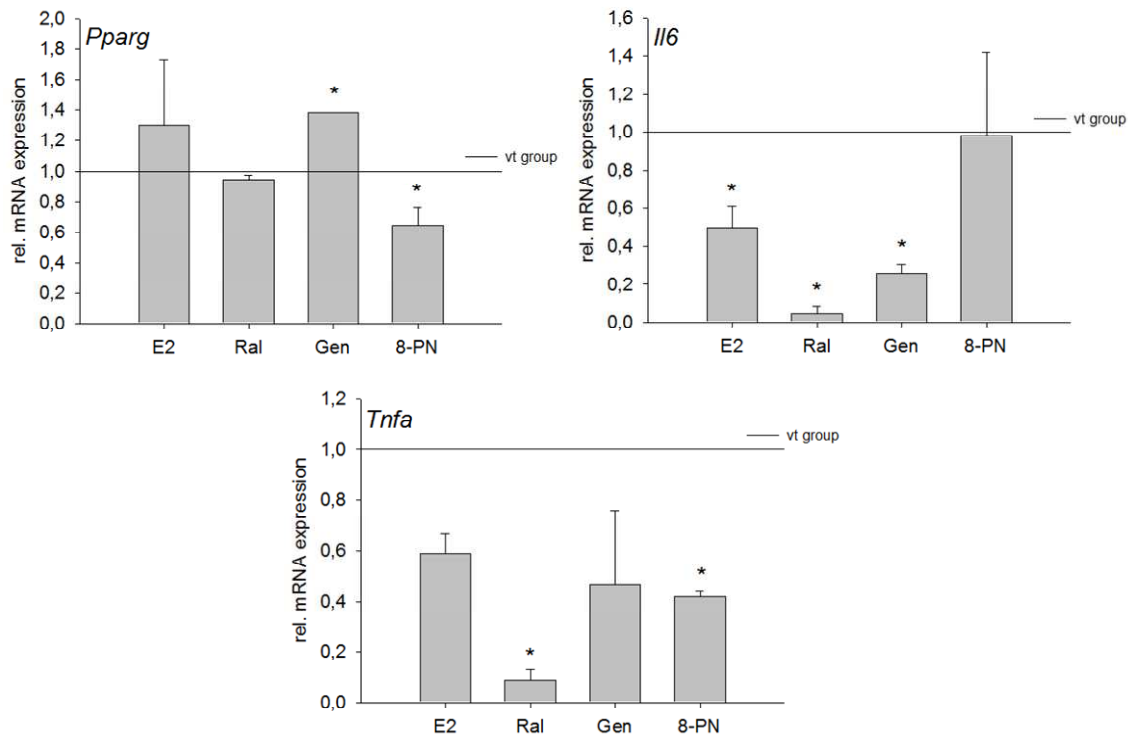 Pparg
rel. mRNA expression
2,0
1,8
1,6
1,4
1,2
1,0
0,8
0,6
0,4
0,2
0,0
*
*
vt group
E2 Ral Gen 8-PN
Il6
rel. mRNA expression
1,6
1,4
1,2
1,0
0,8
0,6
0,4
0,2
0,0
*
*
*
vt group
E2 Ral Gen 8-PN
Tnfa
rel. mRNA expression
1,2
1,0
0,8
0,6
0,4
0,2
0,0
*
*
vt group
E2 Ral Gen 8-PN